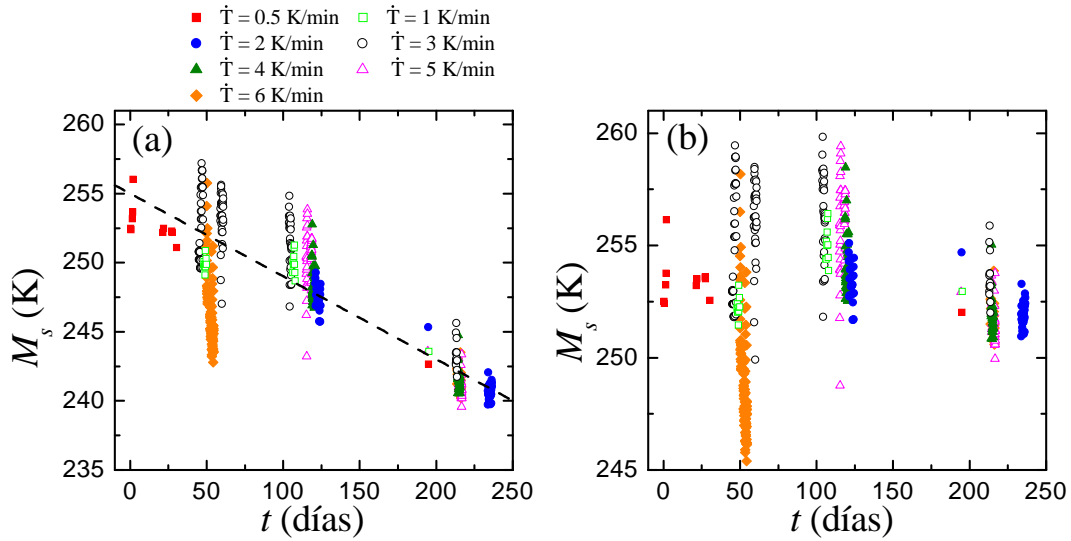 Ṫ = 0.5 K/min Ṫ = 1 K/min
Ṫ = 2 K/min Ṫ = 3 K/min
Ṫ = 4 K/min Ṫ = 5 K/min
Ṫ = 6 K/min
(a)
260
255
250
245
240
235
M_s (K)
0 50 100 150 200 250
t (días)
(b)
260
255
250
245
M_s (K)
0 50 100 150 200 250
t (días)